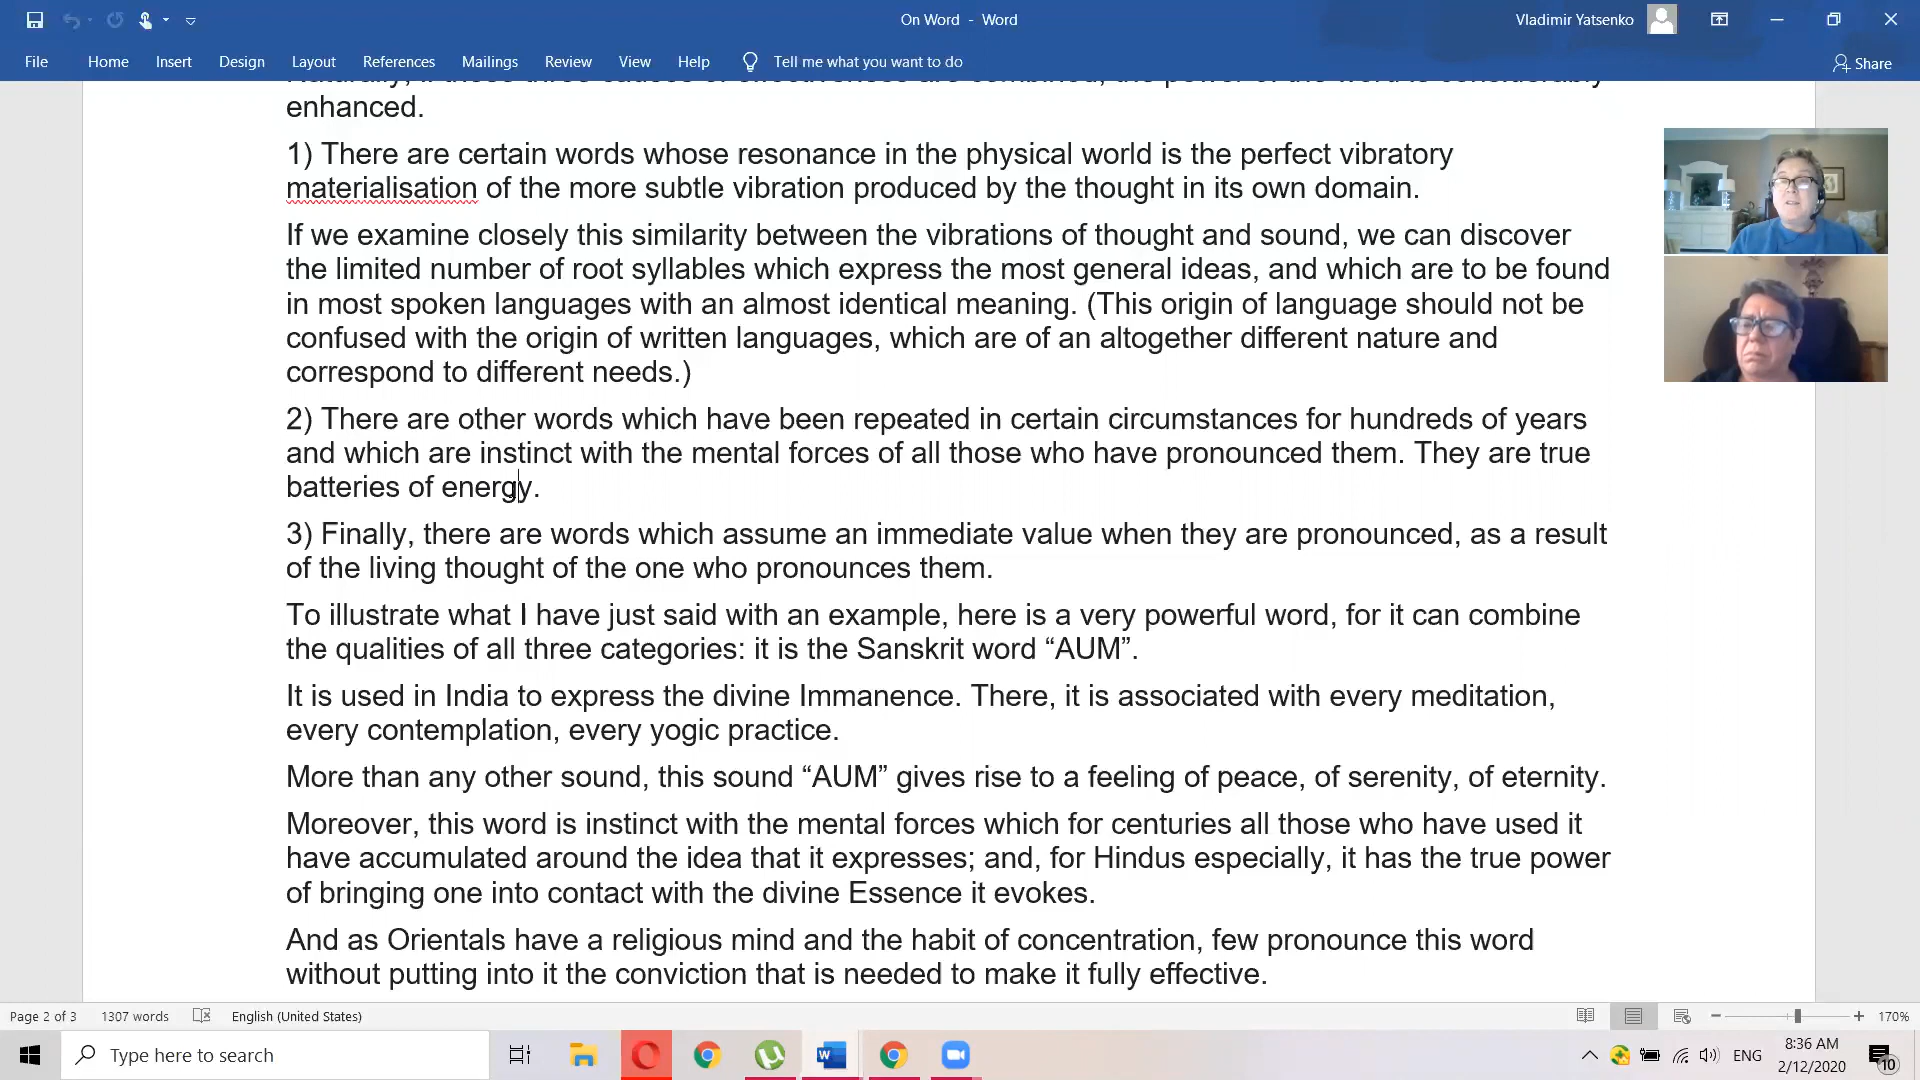 On Word - Word
Vladimir Yatsenko
File Home Insert Design Layout References Mailings Review View Help Tell me what you want to do
Share
Naturally, if these three causes of effectiveness are combined, the power of the word is considerably
enhanced.
1) There are certain words whose resonance in the physical world is the perfect vibratory
materialisation of the more subtle vibration produced by the thought in its own domain.
If we examine closely this similarity between the vibrations of thought and sound, we can discover
the limited number of root syllables which express the most general ideas, and which are to be found
in most spoken languages with an almost identical meaning. (This origin of language should not be
confused with the origin of written languages, which are of an altogether different nature and
correspond to different needs.)
2) There are other words which have been repeated in certain circumstances for hundreds of years
and which are instinct with the mental forces of all those who have pronounced them. They are true
batteries of energy.
3) Finally, there are words which assume an immediate value when they are pronounced, as a result
of the living thought of the one who pronounces them.
To illustrate what I have just said with an example, here is a very powerful word, for it can combine
the qualities of all three categories: it is the Sanskrit word “AUM”.
It is used in India to express the divine Immanence. There, it is associated with every meditation,
every contemplation, every yogic practice.
More than any other sound, this sound “AUM” gives rise to a feeling of peace, of serenity, of eternity.
Moreover, this word is instinct with the mental forces which for centuries all those who have used it
have accumulated around the idea that it expresses; and, for Hindus especially, it has the true power
of bringing one into contact with the divine Essence it evokes.
And as Orientals have a religious mind and the habit of concentration, few pronounce this word
without putting into it the conviction that is needed to make it fully effective.
Page 2 of 3 1307 words English (United States) 170%
Type here to search
ENG
8:36 AM
2/12/2020
10